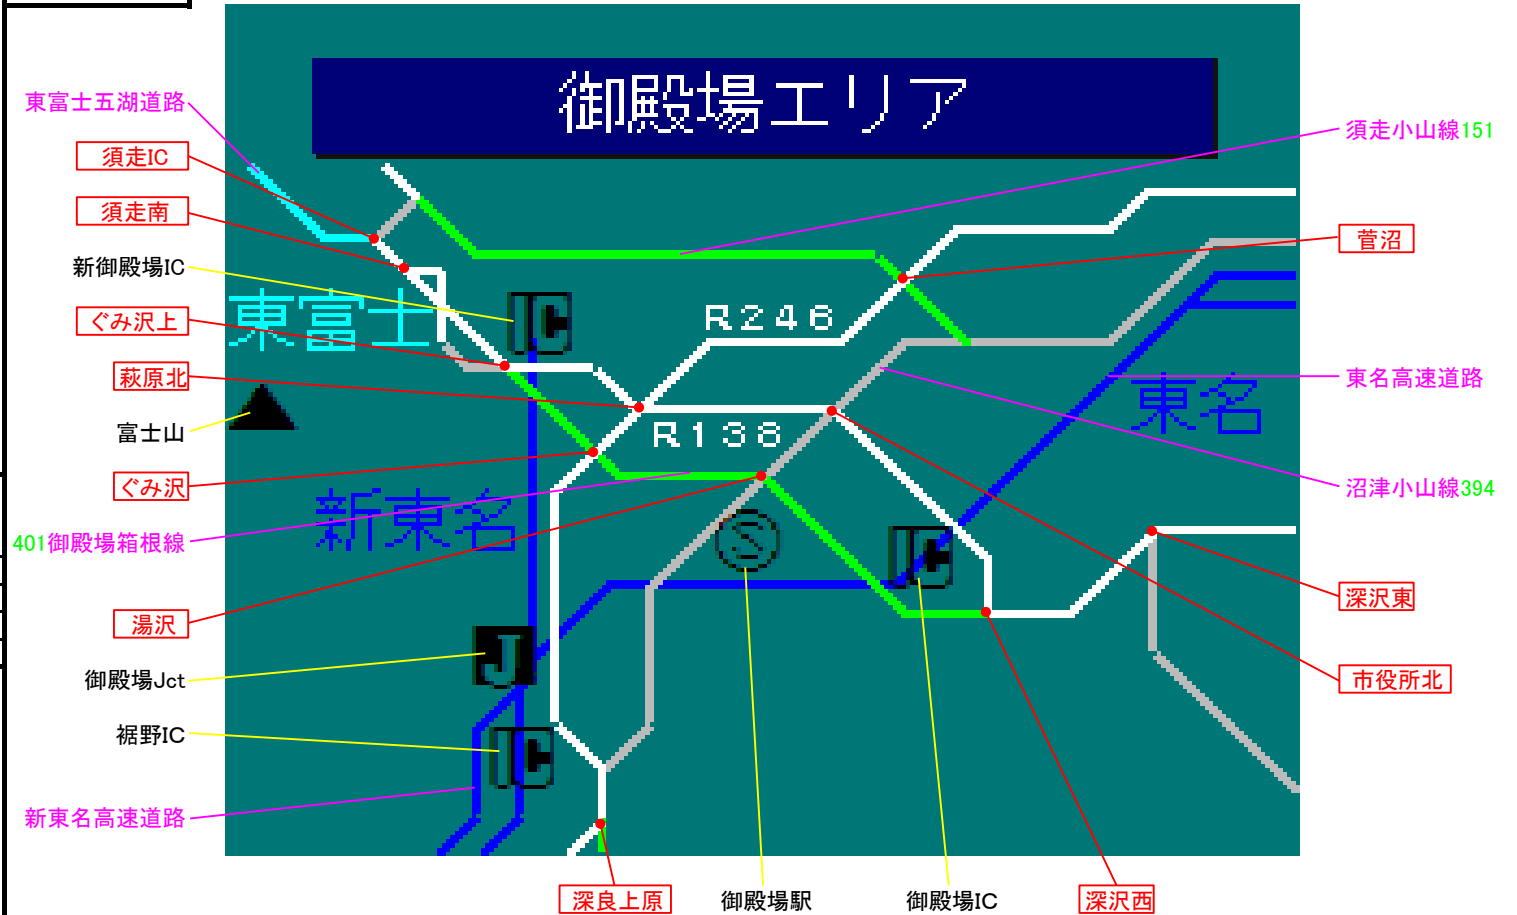 御殿場エリア
東富士五湖道路
須走小山線151
須走IC
須走南
菅沼
新御殿場IC
IC
東富士
R246
ぐみ沢上
萩原北
東名高速道路
東名
富士山
R138
ぐみ沢
沼津小山線394
新東名
401御殿場箱根線
S
IC
深沢東
湯沢
J
市役所北
御殿場Jct
裾野IC
IC
新東名高速道路
深良上原
御殿場駅
御殿場IC
深沢西